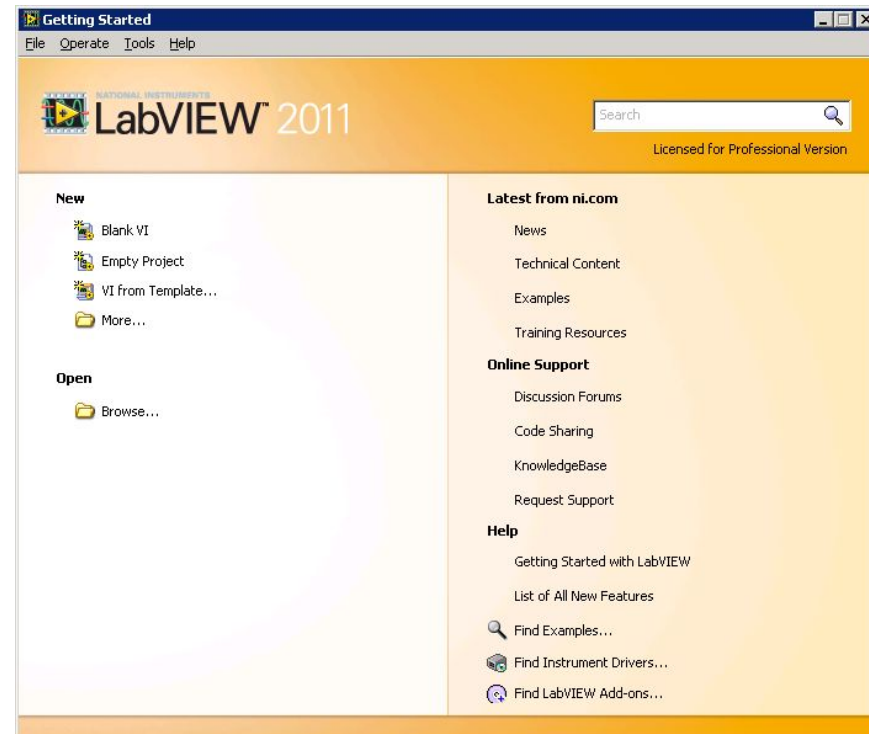 Getting Started
File Operate Tools Help
NATIONAL INSTRUMENTS
LabVIEW™ 2011
Search
Licensed for Professional Version
New
Blank VI
Empty Project
VI from Template...
More...
Open
Browse...
Latest from ni.com
News
Technical Content
Examples
Training Resources
Online Support
Discussion Forums
Code Sharing
KnowledgeBase
Request Support
Help
Getting Started with LabVIEW
List of All New Features
Find Examples...
Find Instrument Drivers...
Find LabVIEW Add-ons...